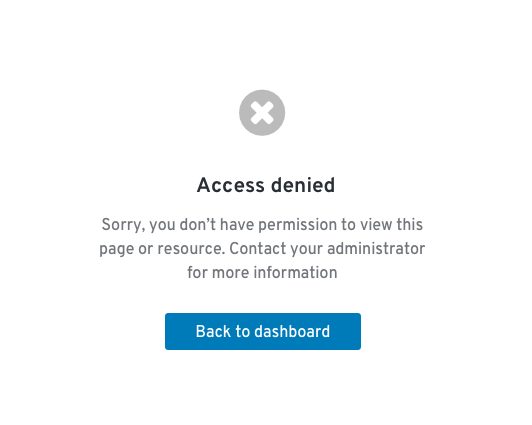 Access denied
Sorry, you don’t have permission to view this
page or resource. Contact your administrator
for more information
Back to dashboard